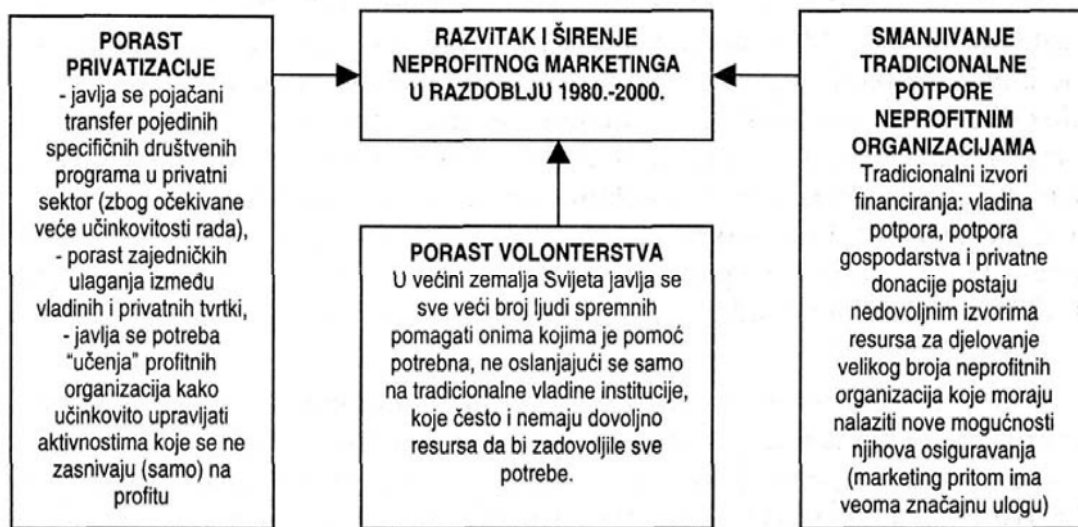 PORAST
PRIVATIZACIJE
- javlja se pojačani
transfer pojedinih
specifičnih društvenih
programa u privatni
sektor (zbog očekivane
veće učinkovitosti rada),
- porast zajedničkih
ulaganja između
vladinih i privatnih tvrtki,
- javlja se potreba
“učenja” profitnih
organizacija kako
učinkovito upravljati
aktivnostima koje se ne
zasnivaju (samo) na
profitu
RAZVITAK I ŠIRENJE
NEPROFITNOG MARKETINGA
U RAZDOBLJU 1980.-2000.
PORAST VOLONTERSTVA
U većini zemalja Svijeta javlja se
sve veći broj ljudi spremnih
pomagati onima kojima je pomoć
potrebna, ne oslanjajući se samo
na tradicionalne vladine institucije,
koje često i nemaju dovoljno
resursa da bi zadovoljile sve
potrebe.
SMANJIVANJE
TRADICIONALNE
POTPORE
NEPROFITNIM
ORGANIZACIJAMA
Tradicionalni izvori
financiranja: vladina
potpora, potpora
gospodarstva i privatne
donacije postaju
nedovoljnim izvorima
resursa za djelovanje
velikog broja neprofitnih
organizacija koje moraju
nalaziti nove mogućnosti
njihova osiguravanja
(marketing pritom ima
veoma značajnu ulogu)